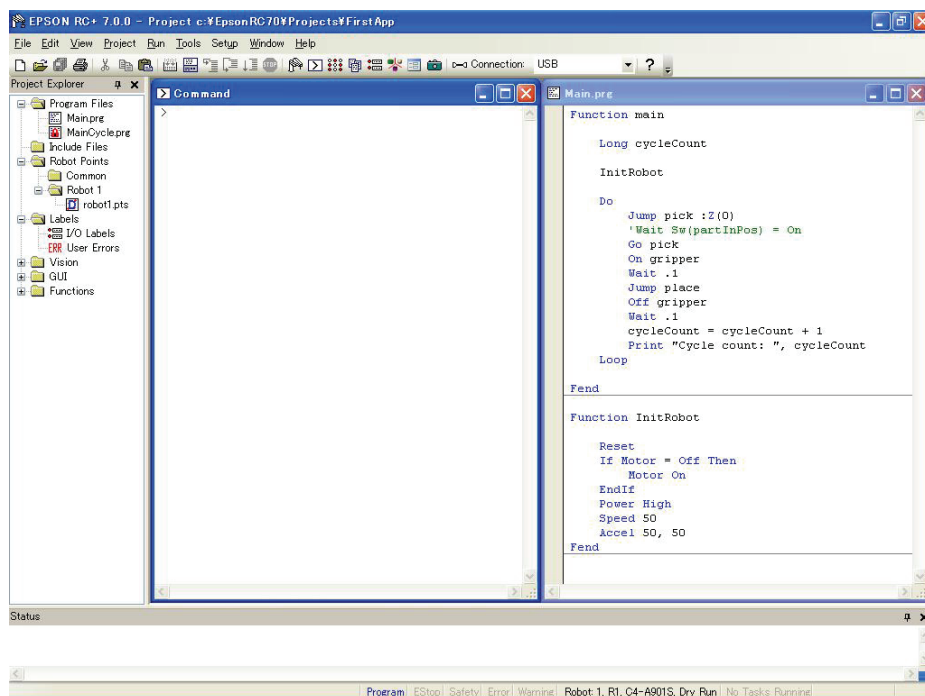 EPSON RC+ 7.0.0 - Project c:¥EpsonRC70¥Projects¥FirstApp
File Edit View Project Run Tools Setup Window Help
Connection: USB
Project Explorer
Program Files
Main.prg
MainCycle.prg
Include Files
Robot Points
Common
Robot 1
robot1.pts
Labels
I/O Labels
ERR User Errors
Vision
GUI
Functions
Command
>
Main.prg
Function main
Long cycleCount
InitRobot
Do
Jump pick :Z(0)
'Wait Sw(partInPos) = On
Go pick
On gripper
Wait .1
Jump place
Off gripper
Wait .1
cycleCount = cycleCount + 1
Print "Cycle count: ", cycleCount
Loop
Fend
Function InitRobot
Reset
If Motor = Off Then
Motor On
EndIf
Power High
Speed 50
Accel 50, 50
Fend
Status
Program EStop Safety Error Warning Robot: 1, R1, C4-A901S, Dry Run No Tasks Running